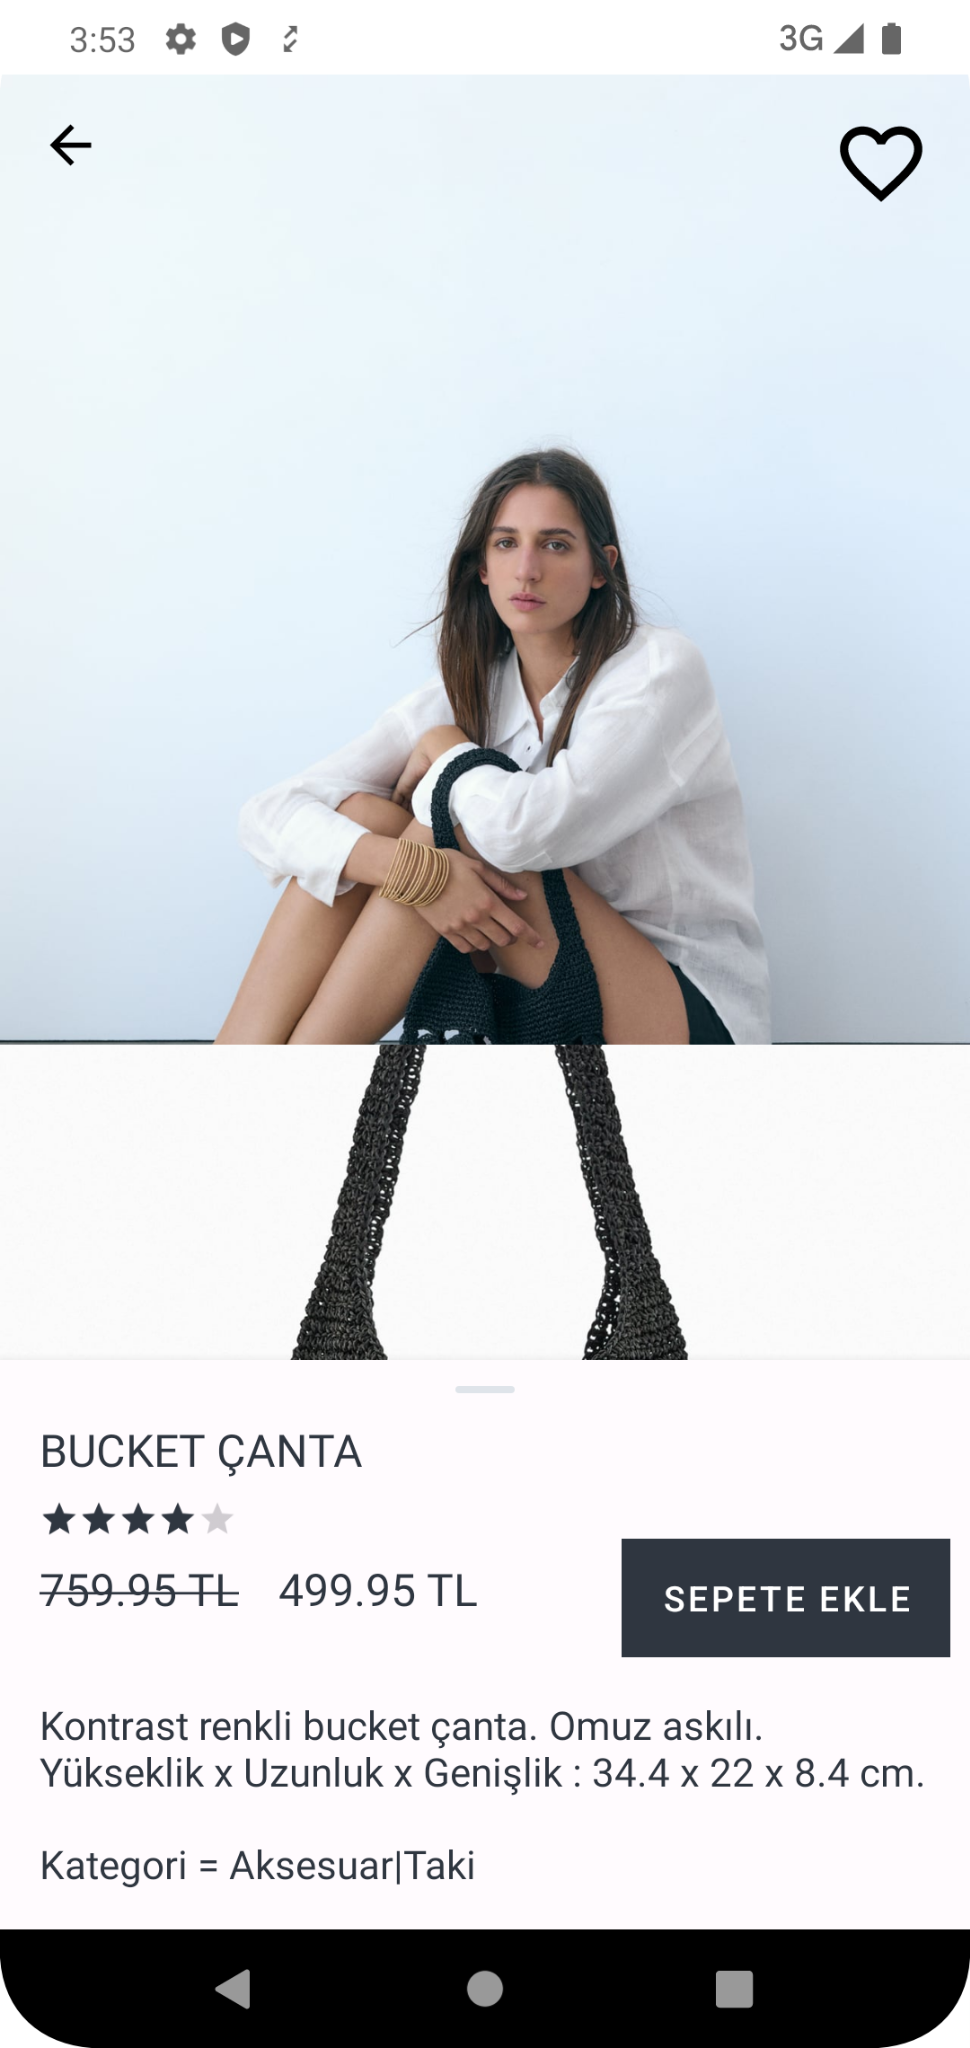 3:53
3G
BUCKET ÇANTA
759.95 TL 499.95 TL
SEPETE EKLE
Kontrast renkli bucket çanta. Omuz askılı.
Yükseklik x Uzunluk x Genişlik : 34.4 x 22 x 8.4 cm.
Kategori = Aksesuar|Taki